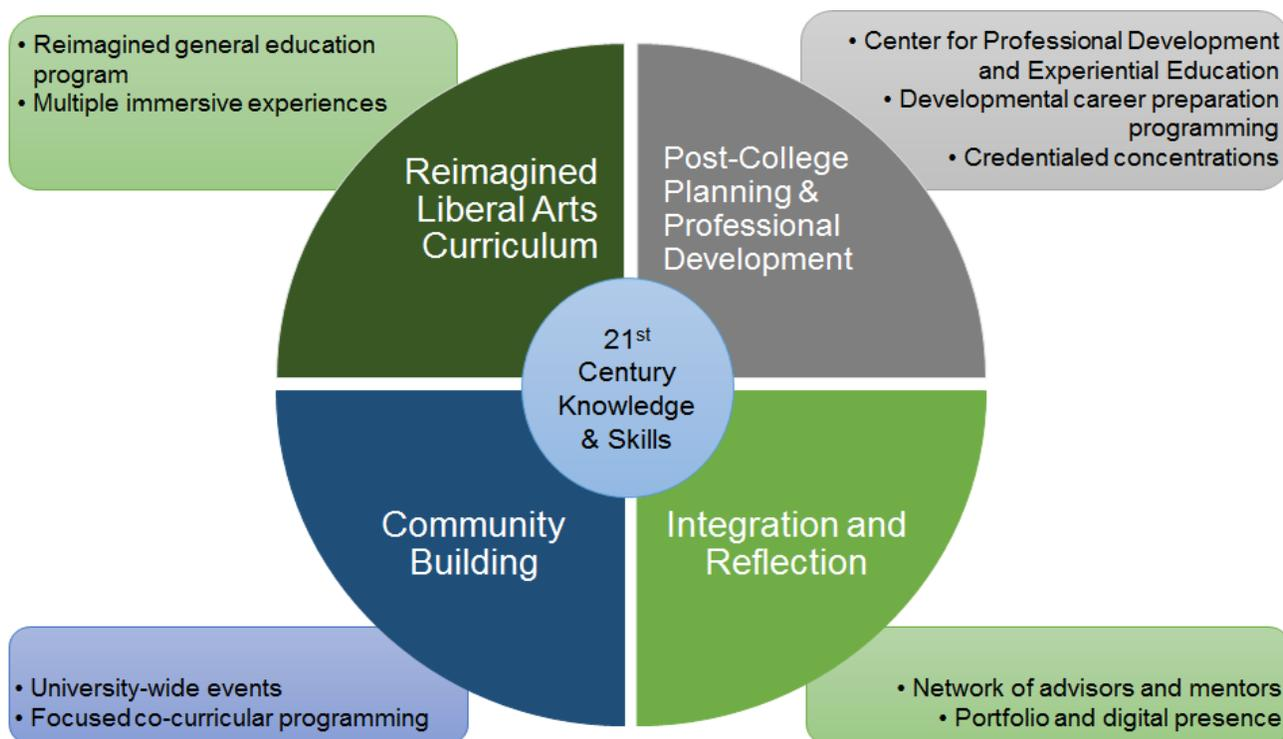 • Reimagined general education
program
• Multiple immersive experiences
• Center for Professional Development
and Experiential Education
• Developmental career preparation
programming
• Credentialed concentrations
Reimagined
Liberal Arts
Curriculum
Post-College
Planning &
Professional
Development
21st
Century
Knowledge
& Skills
Community
Building
Integration and
Reflection
• University-wide events
• Focused co-curricular programming
• Network of advisors and mentors
• Portfolio and digital presence